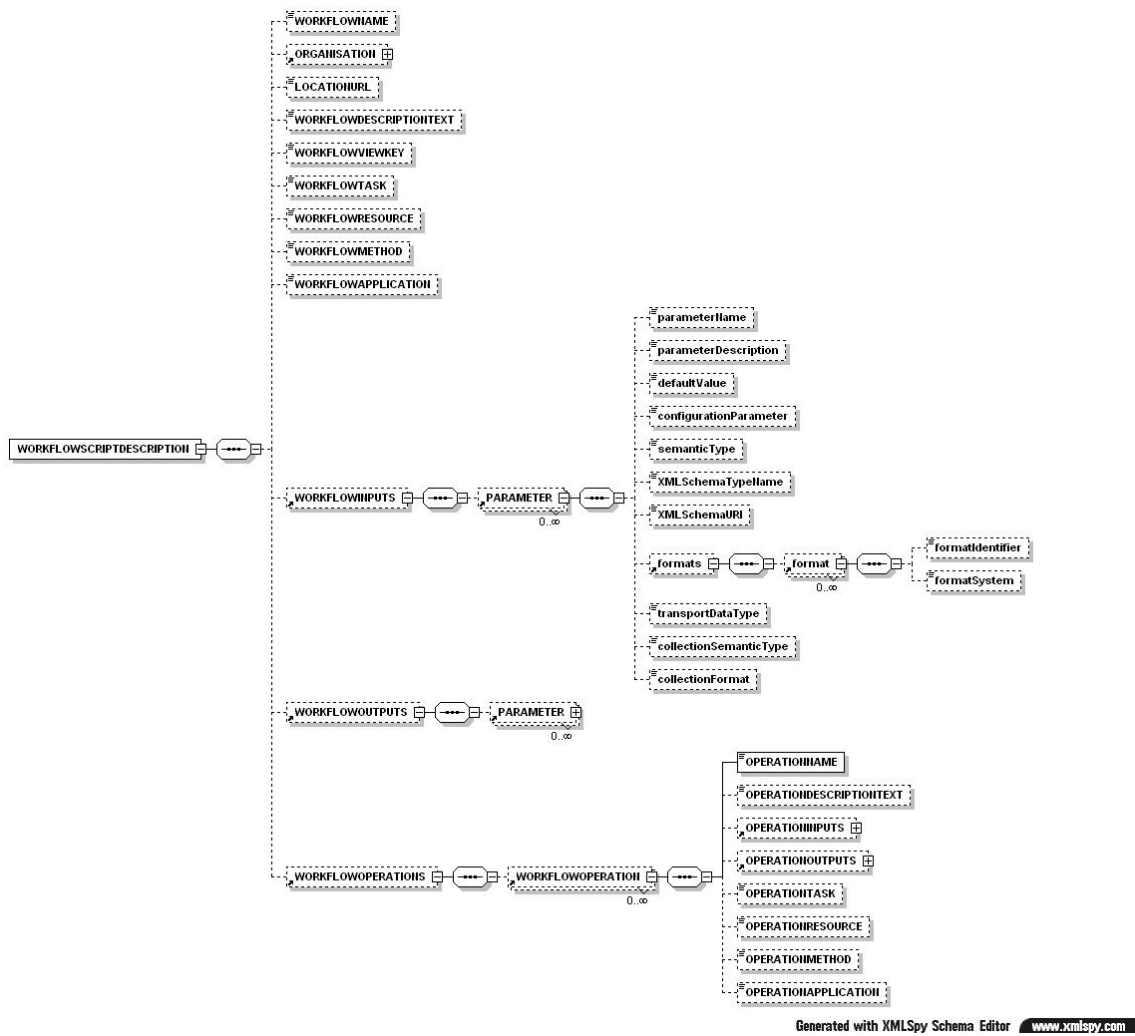 WORKFLOWNAME
ORGANISATION
LOCATIONURL
WORKFLOWDESCRIPTIONTEXT
WORKFLOWVIEWKEY
WORKFLOWTASK
WORKFLOWRESOURCE
WORKFLOWMETHOD
WORKFLOWAPPLICATION
WORKFLOWSCRIPTDESCRIPTION
WORKFLOWINPUTS
PARAMETER
0..∞
parameterName
parameterDescription
defaultValue
configurationParameter
semanticType
XMLSchemaTypeName
XMLSchemaURI
formats
format
0..∞
formatIdentifier
formatSystem
transportDataType
collectionSemanticType
collectionFormat
WORKFLOWOUTPUTS
PARAMETER
0..∞
WORKFLOWOPERATIONS
WORKFLOWOPERATION
0..∞
OPERATIONNAME
OPERATIONDESCRIPTIONTEXT
OPERATIONINPUTS
OPERATIONOUTPUTS
OPERATIONTASK
OPERATIONRESOURCE
OPERATIONMETHOD
OPERATIONAPPLICATION
Generated with XMLSpy Schema Editor www.xmlspy.com